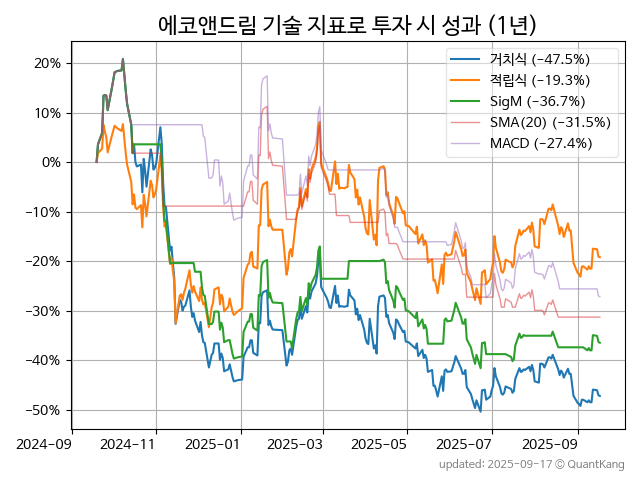 에코앤드림 기술 지표로 투자 시 성과 (1년)
거치식 (−47.5%)
적립식 (−19.3%)
SigM (−36.7%)
SMA(20) (−31.5%)
MACD (−27.4%)
20%
10%
0%
−10%
−20%
−30%
−40%
−50%
2024-09
2024-11
2025-01
2025-03
2025-05
2025-07
2025-09
updated: 2025-09-17 © QuantKang